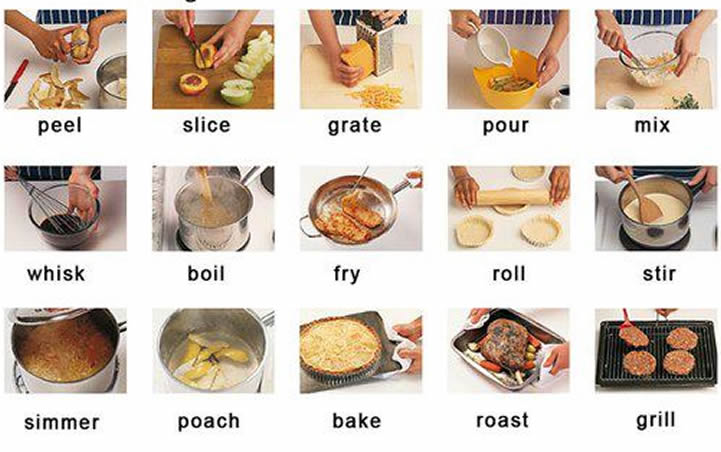 peel slice grate pour mix
whisk boil fry roll stir
simmer poach bake roast grill